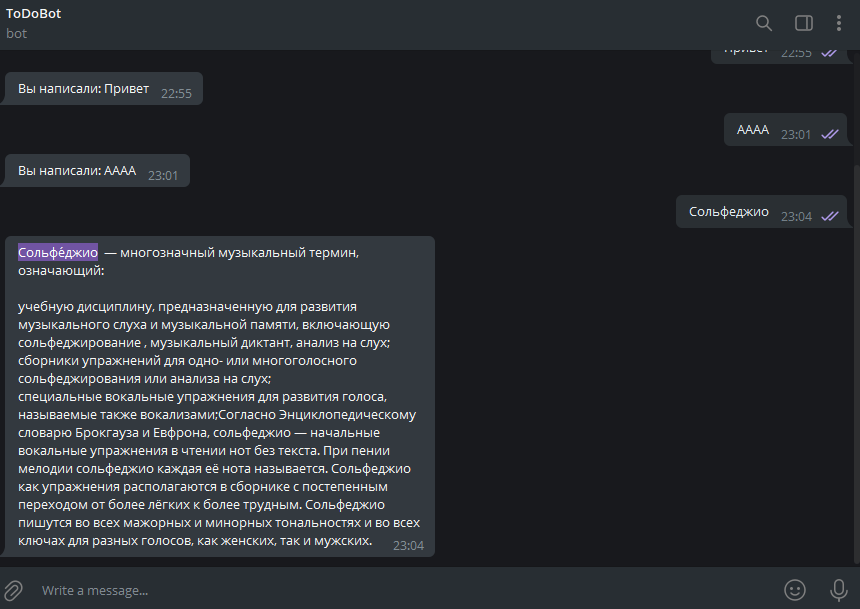 ToDoBot
bot
Привет 22:55
Вы написали: Привет 22:55
АААА 23:01
Вы написали: АААА 23:01
Сольфеджио 23:04
Сольфе́джио — многозначный музыкальный термин,
означающий:
учебную дисциплину, предназначенную для развития
музыкального слуха и музыкальной памяти, включающую
сольфеджирование , музыкальный диктант, анализ на слух;
сборники упражнений для одно- или многоголосного
сольфеджирования или анализа на слух;
специальные вокальные упражнения для развития голоса,
называемые также вокализами;Согласно Энциклопедическому
словарю Брокгауза и Евфрона, сольфеджио — начальные
вокальные упражнения в чтении нот без текста. При пении
мелодии сольфеджио каждая её нота называется. Сольфеджио
как упражнения располагаются в сборнике с постепенным
переходом от более лёгких к более трудным. Сольфеджио
пишутся во всех мажорных и минорных тональностях и во всех
ключах для разных голосов, как женских, так и мужских. 23:04
Write a message...